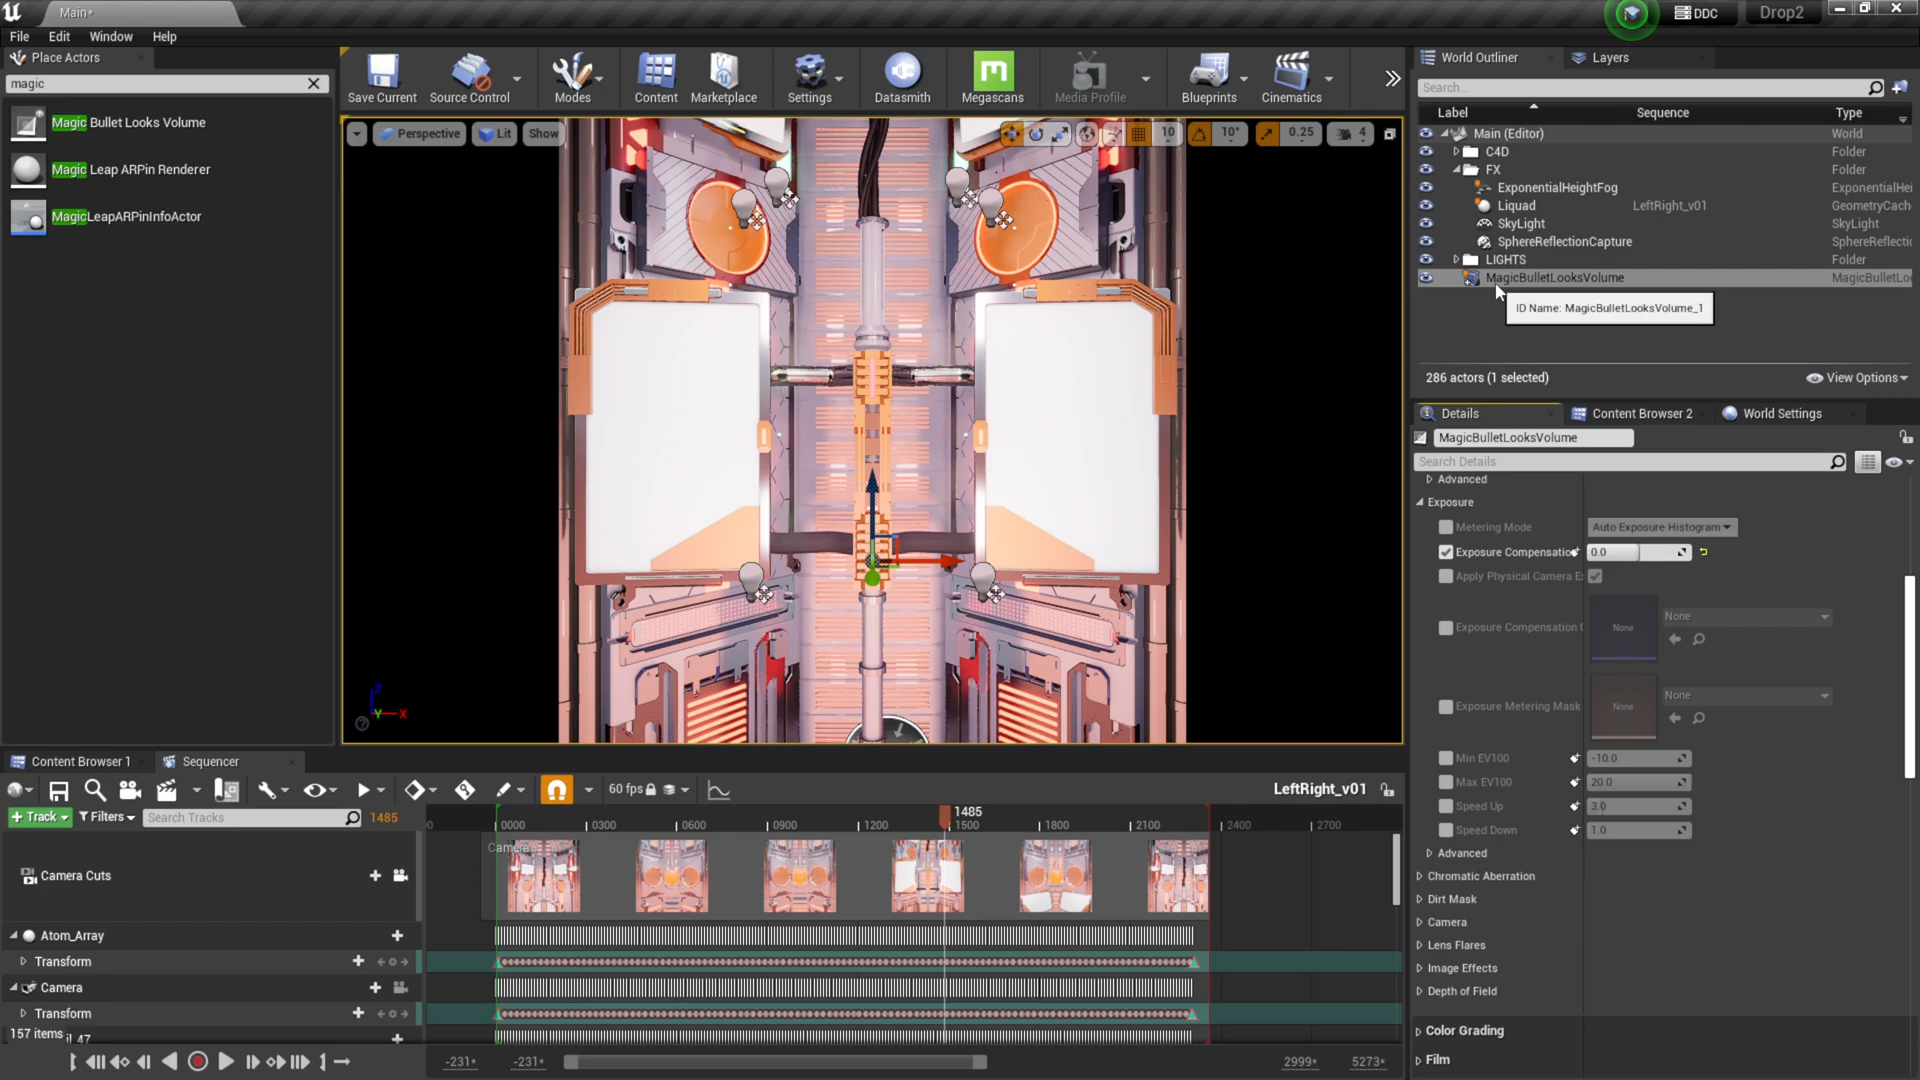 Main*
DDC
Drop2
File
Edit
Window
Help
Place Actors
magic
Magic Bullet Looks Volume
Magic Leap ARPin Renderer
MagicLeapARPinInfoActor
Save Current
Source Control
Modes
Content
Marketplace
Settings
Datasmith
Megascans
Media Profile
Blueprints
Cinematics
Perspective
Lit
Show
10
10°
0.25
4
Z
Y
X
World Outliner
Layers
Search...
Label
Sequence
Type
Main (Editor)
World
C4D
Folder
FX
Folder
ExponentialHeightFog
ExponentialHei
Liquad
LeftRight_v01
GeometryCach
SkyLight
SkyLight
SphereReflectionCapture
SphereReflectic
LIGHTS
Folder
MagicBulletLooksVolume
MagicBulletLo
ID Name: MagicBulletLooksVolume_1
286 actors (1 selected)
View Options
Details
Content Browser 2
World Settings
MagicBulletLooksVolume
Search Details
Advanced
Exposure
Metering Mode
Auto Exposure Histogram
Exposure Compensatio
0.0
Apply Physical Camera E
Exposure Compensation
None
None
Exposure Metering Mask
None
None
Min EV100
-10.0
Max EV100
20.0
Speed Up
3.0
Speed Down
1.0
Advanced
Chromatic Aberration
Dirt Mask
Camera
Lens Flares
Image Effects
Depth of Field
Color Grading
Film
Content Browser 1
Sequencer
60 fps
LeftRight_v01
+ Track
Filters
Search Tracks
1485
1485
0
0000
0300
0600
0900
1200
1500
1800
2100
2400
2700
Camera
Camera Cuts
Atom_Array
Transform
Camera
Transform
157 items
il_47
-231*
-231*
2999*
5273*